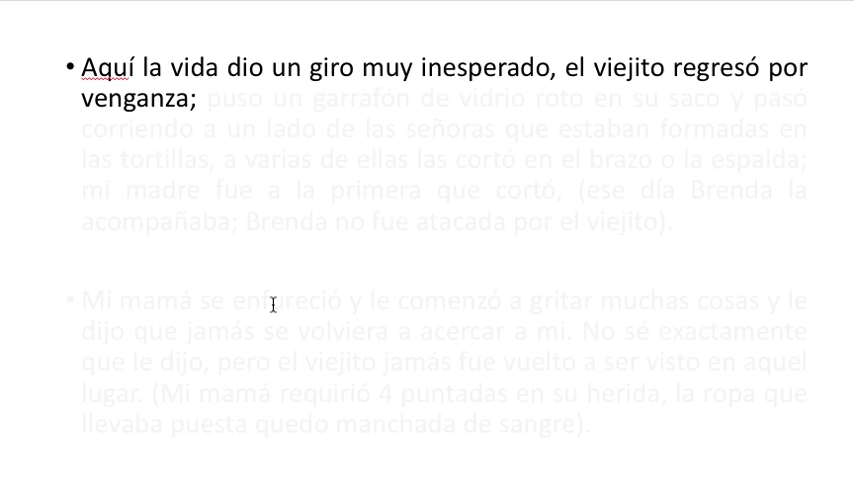 • Aquí la vida dio un giro muy inesperado, el viejito regresó por
venganza; puso un garrafón de vidrio roto en su saco y pasó
corriendo a un lado de las señoras que estaban formadas en
las tortillas, a varias de ellas las cortó en el brazo o la espalda;
mi madre fue a la primera que cortó, (ese día Brenda la
acompañaba; Brenda no fue atacada por el viejito).
• Mi mamá se enfureció y le comenzó a gritar muchas cosas y le
dijo que jamás se volviera a acercar a mi. No sé exactamente
que le dijo, pero el viejito jamás fue vuelto a ser visto en aquel
lugar. (Mi mamá requirió 4 puntadas en su herida, la ropa que
llevaba puesta quedo manchada de sangre).